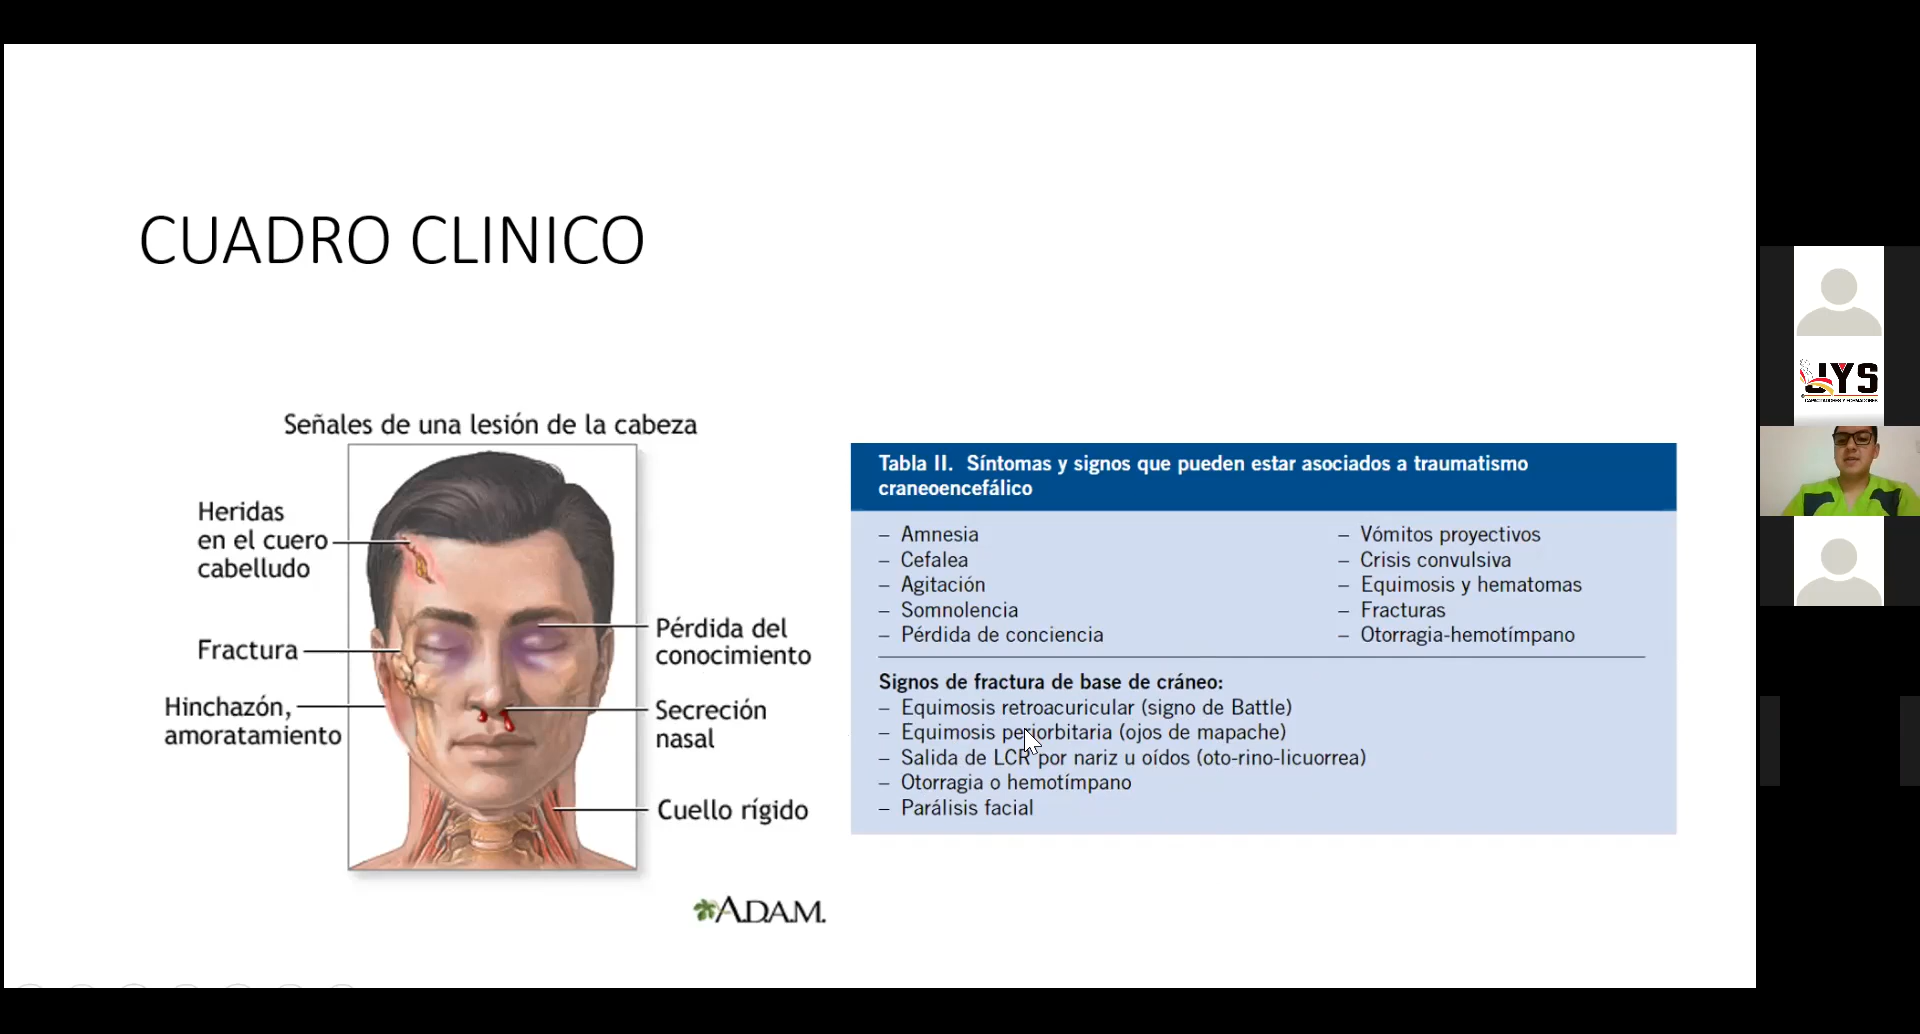 CUADRO CLINICO
Señales de una lesión de la cabeza
Heridas
en el cuero
cabelludo
Fractura
Hinchazón,
amoratamiento
Pérdida del
conocimiento
Secreción
nasal
Cuello rígido
A.D.A.M.
Tabla II. Síntomas y signos que pueden estar asociados a traumatismo
craneoencefálico
– Amnesia
– Cefalea
– Agitación
– Somnolencia
– Pérdida de conciencia
– Vómitos proyectivos
– Crisis convulsiva
– Equimosis y hematomas
– Fracturas
– Otorragia-hemotímpano
Signos de fractura de base de cráneo:
– Equimosis retroacuricular (signo de Battle)
– Equimosis periorbitaria (ojos de mapache)
– Salida de LCR por nariz u oídos (oto-rino-licuorrea)
– Otorragia o hemotímpano
– Parálisis facial
JYS
CAPACITADORES Y FORMADORES